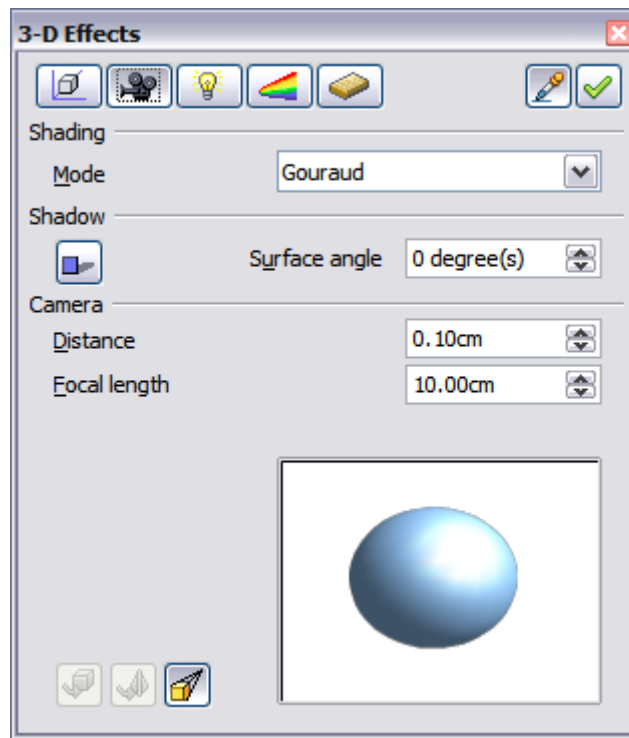 3-D Effects
Shading
Mode Gouraud
Shadow
Surface angle 0 degree(s)
Camera
Distance 0.10cm
Focal length 10.00cm